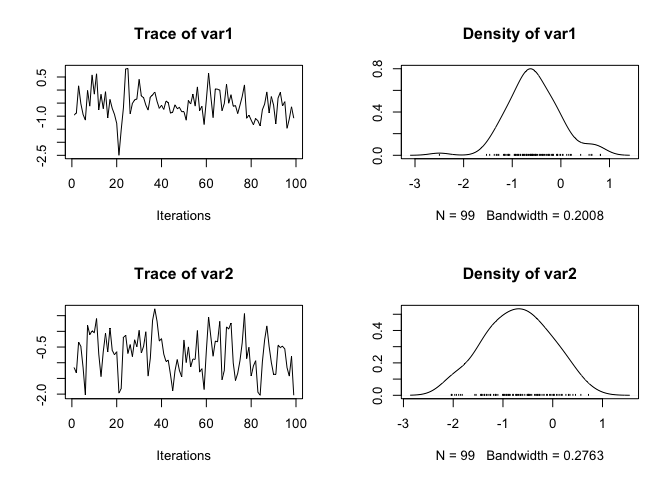 Trace of var1
0.5
-1.0
-2.5
0 20 40 60 80 100
Iterations
Density of var1
0.8
0.4
0.0
-3 -2 -1 0 1
N = 99 Bandwidth = 0.2008
Trace of var2
-0.5
-2.0
0 20 40 60 80 100
Iterations
Density of var2
0.4
0.2
0.0
-3 -2 -1 0 1
N = 99 Bandwidth = 0.2763